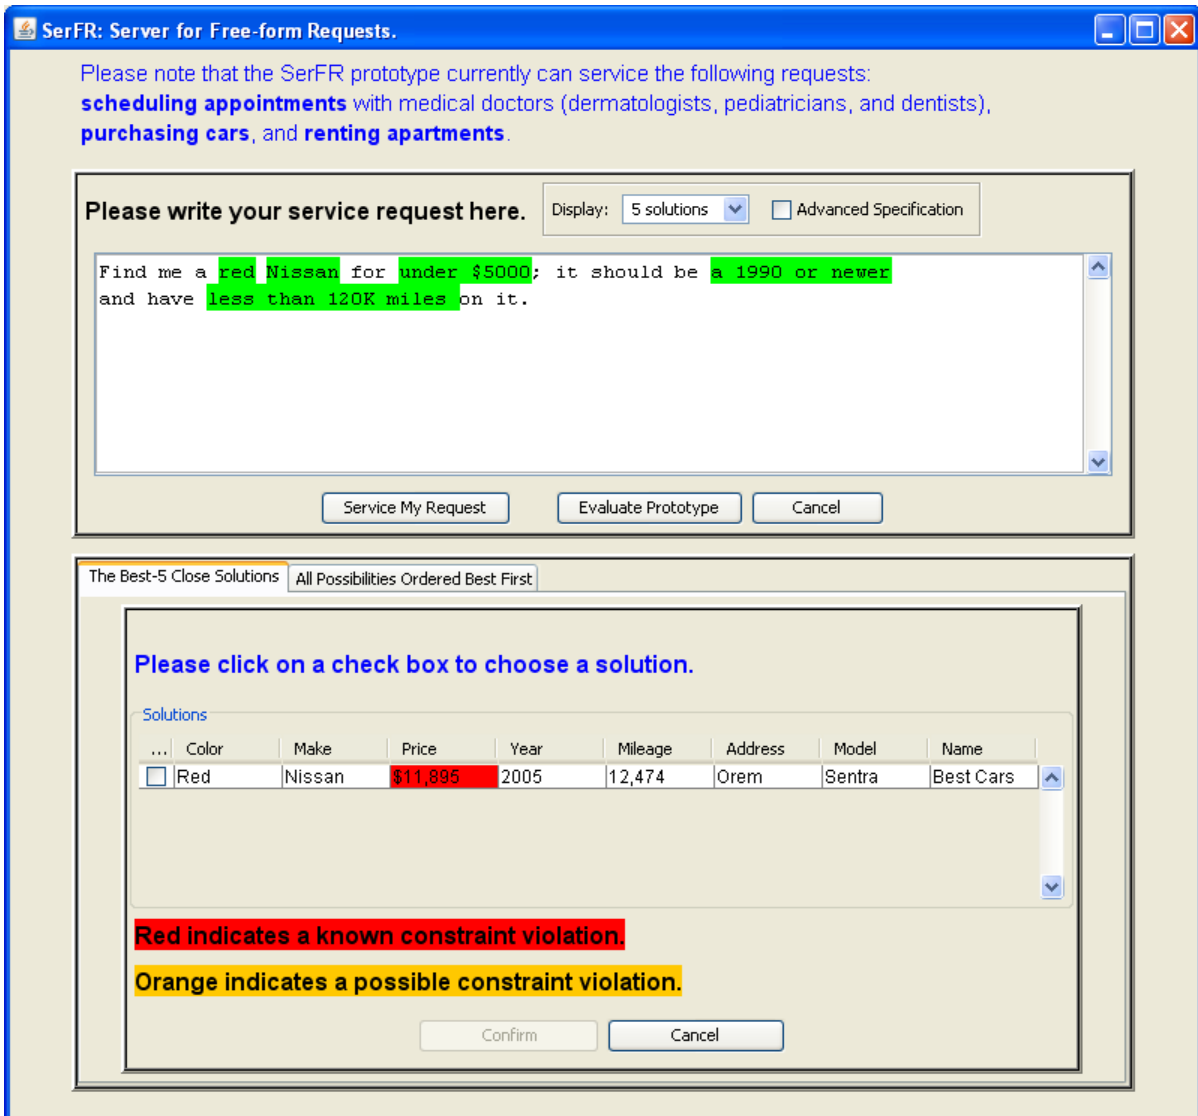 SerFR: Server for Free-form Requests.
Please note that the SerFR prototype currently can service the following requests:
scheduling appointments with medical doctors (dermatologists, pediatricians, and dentists),
purchasing cars, and renting apartments.
Please write your service request here. Display: 5 solutions Advanced Specification
Find me a red Nissan for under $5000; it should be a 1990 or newer
and have less than 120K miles on it.
Service My Request Evaluate Prototype Cancel
The Best-5 Close Solutions All Possibilities Ordered Best First
Please click on a check box to choose a solution.
Solutions
... Color Make Price Year Mileage Address Model Name
Red Nissan $11,895 2005 12,474 Orem Sentra Best Cars
Red indicates a known constraint violation.
Orange indicates a possible constraint violation.
Confirm Cancel